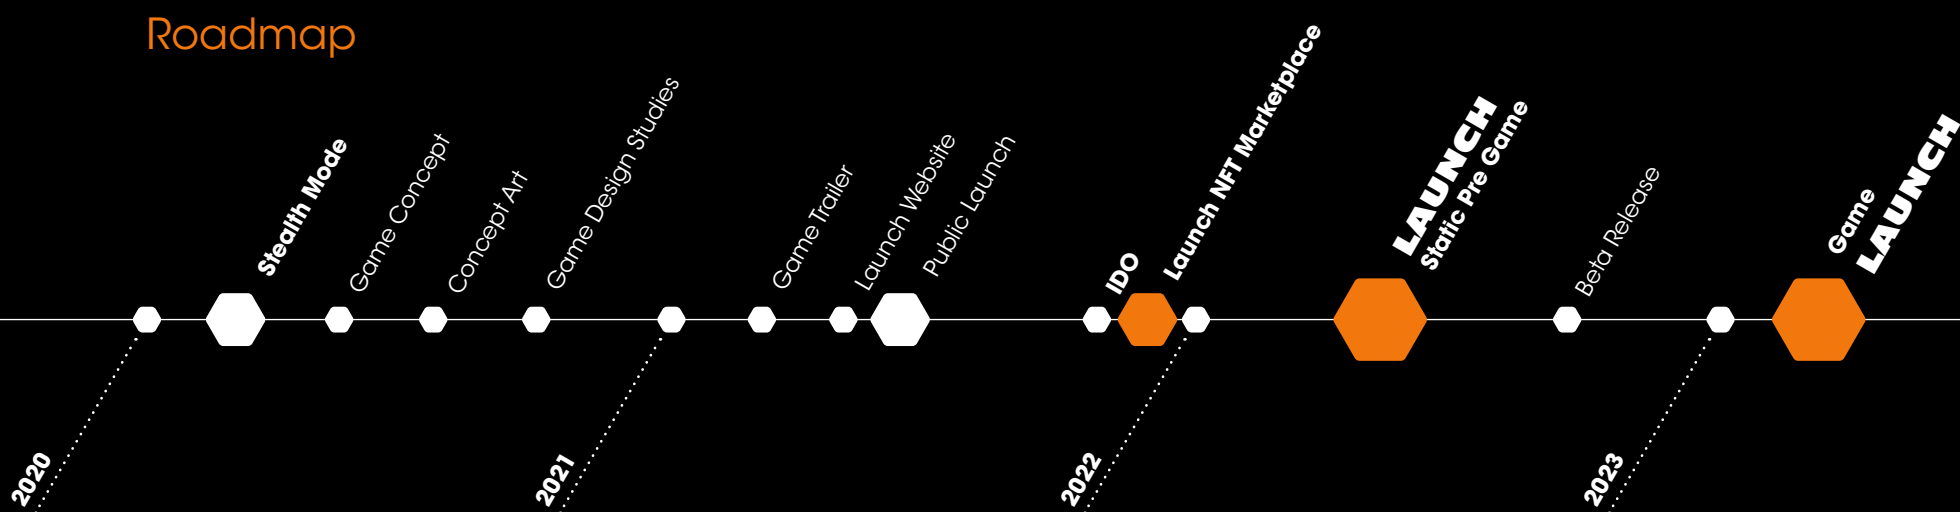 Roadmap
Stealth Mode
Game Concept
Concept Art
Game Design Studies
Game Trailer
Launch Website
Public Launch
IDO
Launch NFT Marketplace
LAUNCH
Static Pre Game
Beta Release
Game
LAUNCH
2020
2021
2022
2023